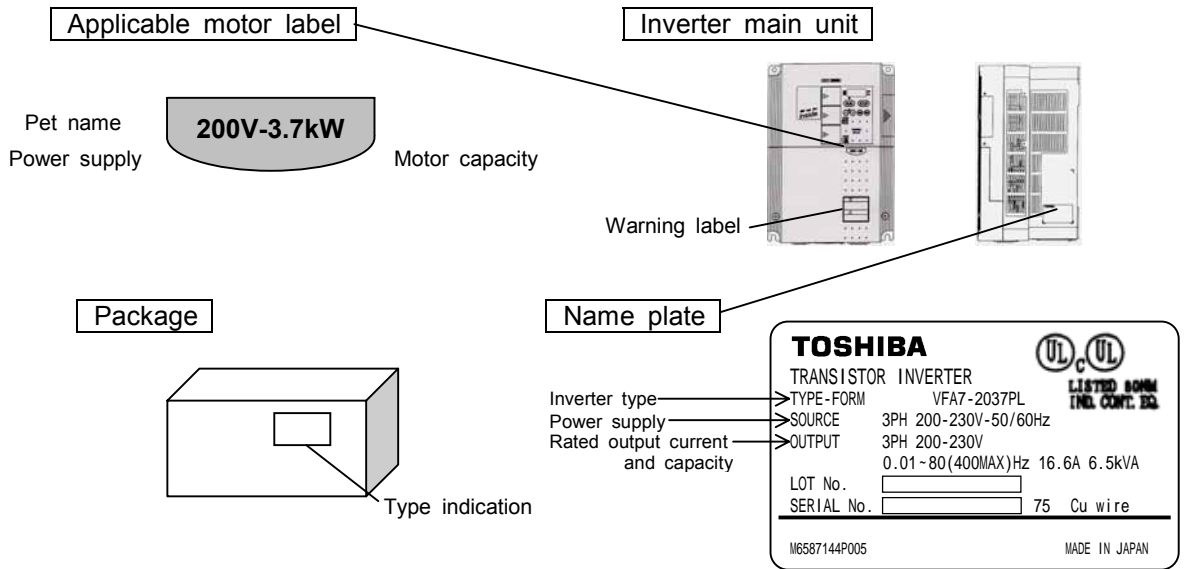 Applicable motor label
Inverter main unit
Pet name
Power supply
200V-3.7kW
Motor capacity
Warning label
Package
Type indication
Name plate
Inverter type
Power supply
Rated output current
and capacity
TOSHIBA
UL c UL
TRANSISTOR INVERTER
LISTED 80NM
IND. CONT. EQ.
TYPE-FORM VFA7-2037PL
SOURCE 3PH 200-230V-50/60Hz
OUTPUT 3PH 200-230V
0.01~80(400MAX)Hz 16.6A 6.5kVA
LOT No.
SERIAL No. 75 Cu wire
M6587144P005 MADE IN JAPAN